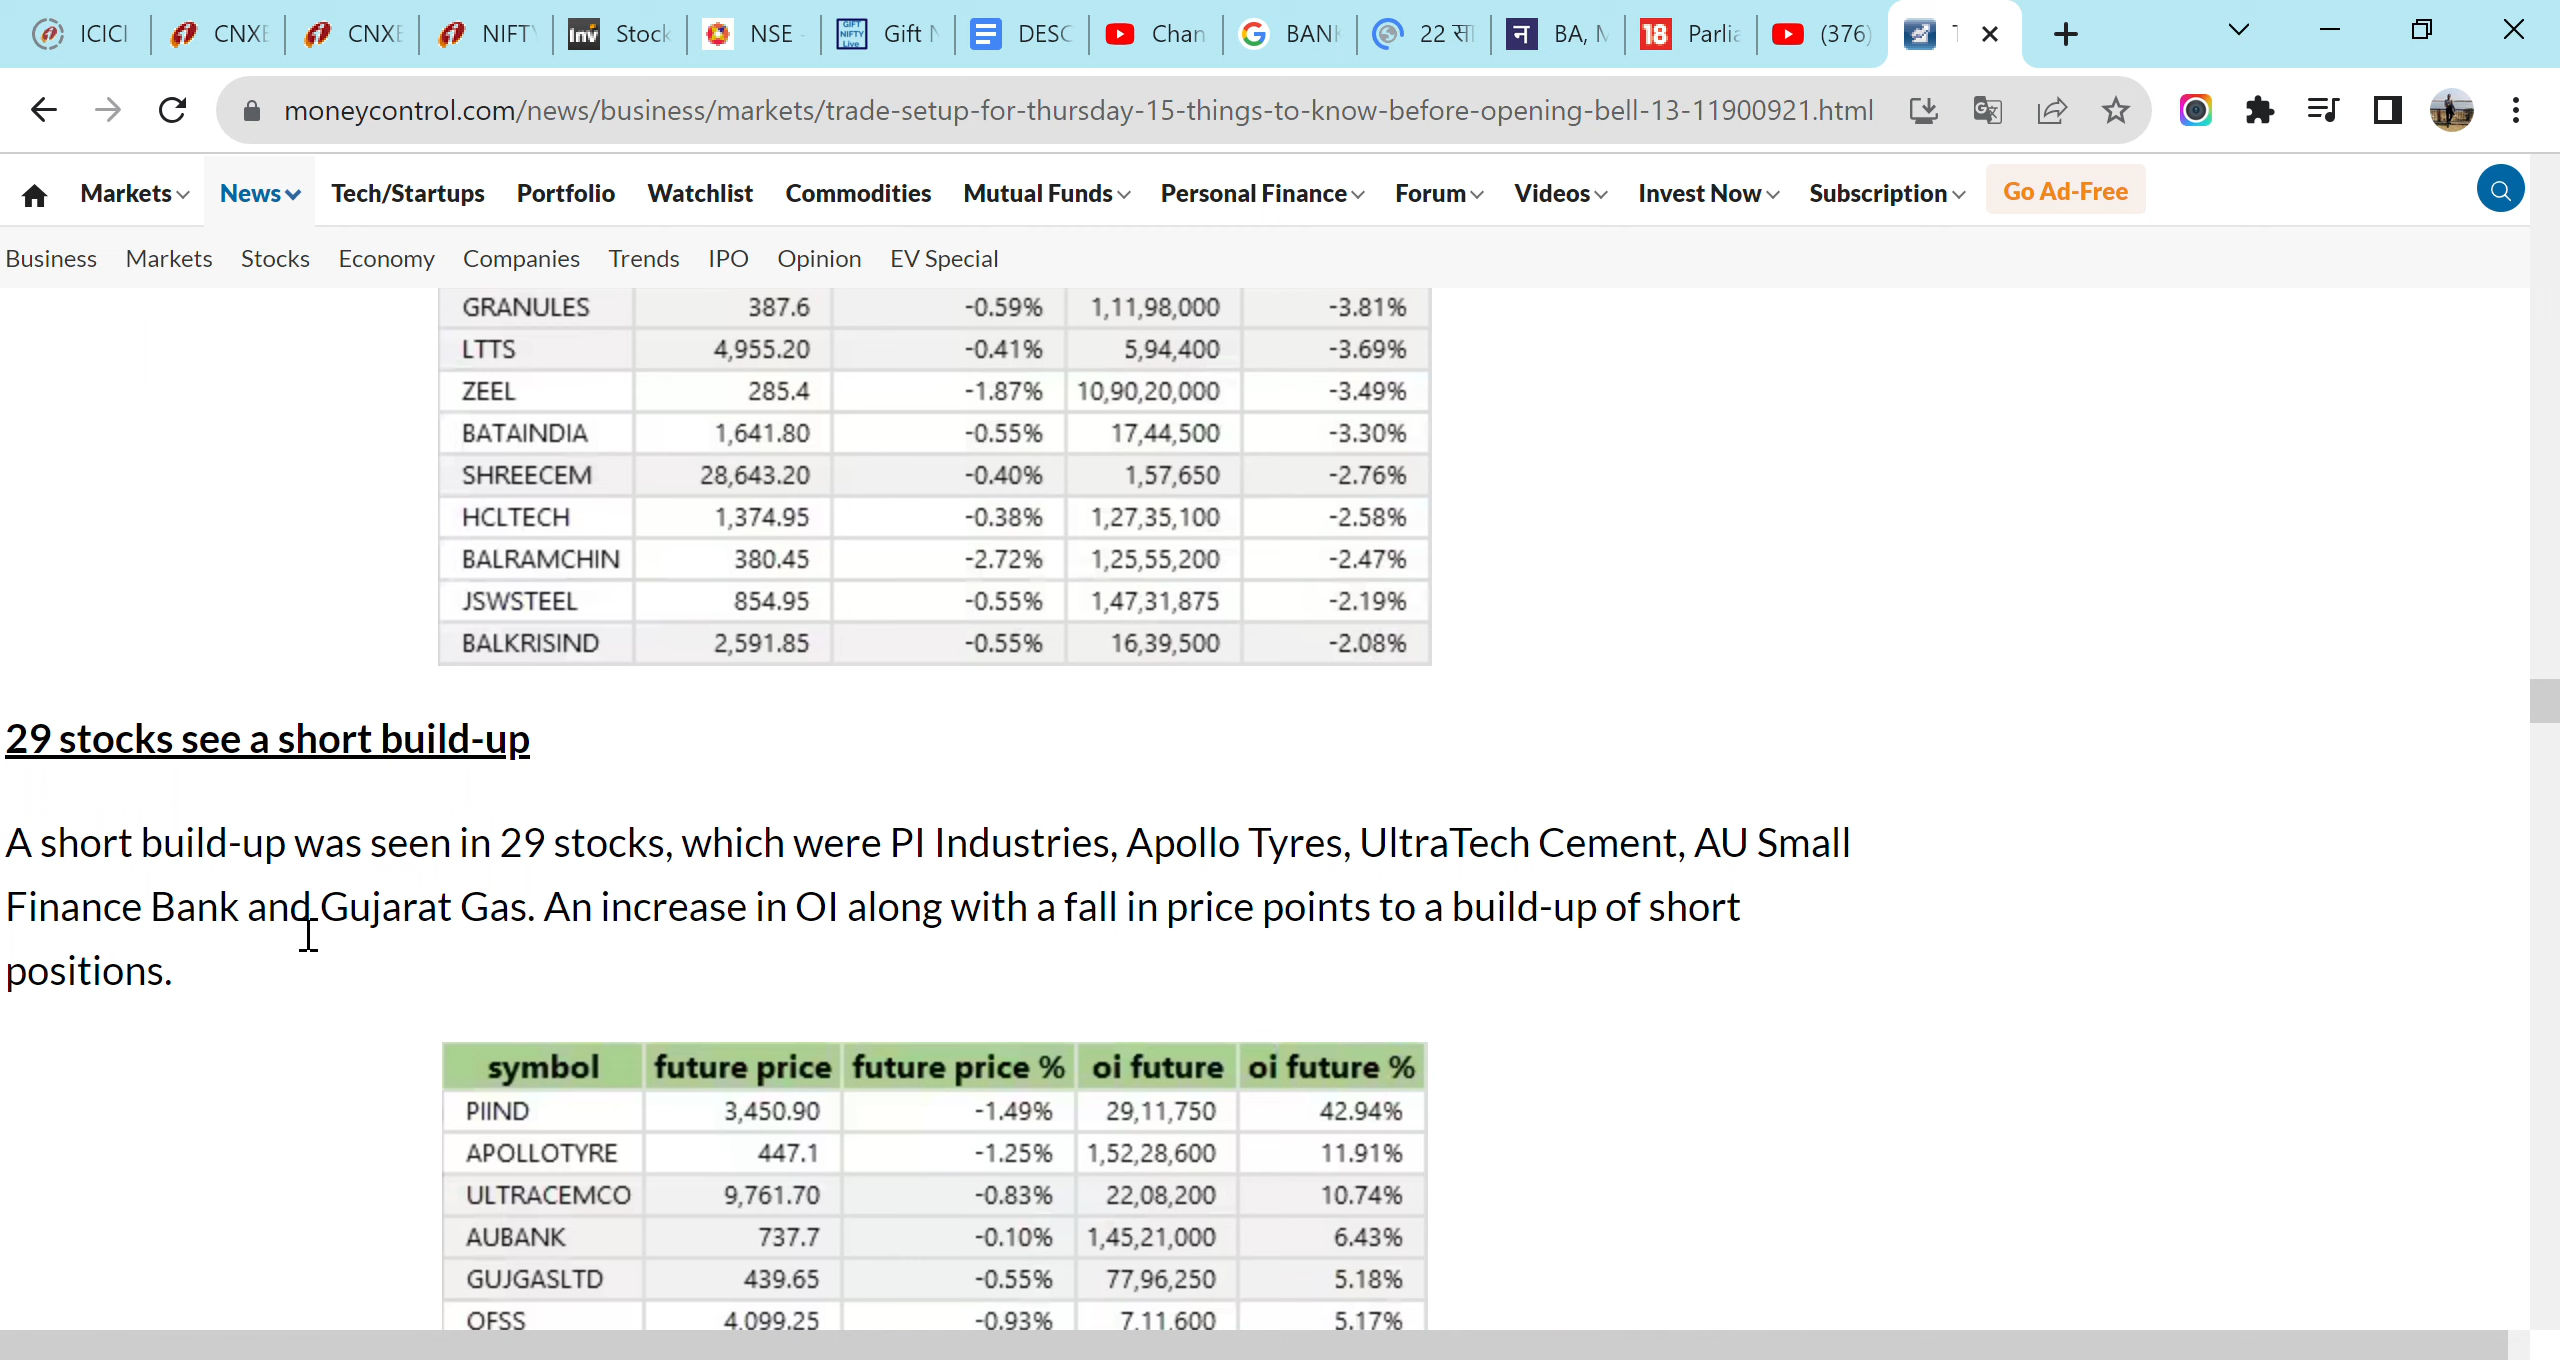 ICICI
CNXE
CNXE
NIFTY
Inv Stock
NSE -
GIFT NIFTY Live Gift N
DESC
Chan
BANK
22 सा
न BA, M
18 Parlia
(376)
moneycontrol.com/news/business/markets/trade-setup-for-thursday-15-things-to-know-before-opening-bell-13-11900921.html
Markets News Tech/Startups Portfolio Watchlist Commodities Mutual Funds Personal Finance Forum Videos Invest Now Subscription Go Ad-Free
Business Markets Stocks Economy Companies Trends IPO Opinion EV Special
GRANULES 387.6 -0.59% 1,11,98,000 -3.81%
LTTS 4,955.20 -0.41% 5,94,400 -3.69%
ZEEL 285.4 -1.87% 10,90,20,000 -3.49%
BATAINDIA 1,641.80 -0.55% 17,44,500 -3.30%
SHREECEM 28,643.20 -0.40% 1,57,650 -2.76%
HCLTECH 1,374.95 -0.38% 1,27,35,100 -2.58%
BALRAMCHIN 380.45 -2.72% 1,25,55,200 -2.47%
JSWSTEEL 854.95 -0.55% 1,47,31,875 -2.19%
BALKRISIND 2,591.85 -0.55% 16,39,500 -2.08%
29 stocks see a short build-up
A short build-up was seen in 29 stocks, which were PI Industries, Apollo Tyres, UltraTech Cement, AU Small
Finance Bank and Gujarat Gas. An increase in OI along with a fall in price points to a build-up of short
positions.
symbol future price future price % oi future oi future %
PIIND 3,450.90 -1.49% 29,11,750 42.94%
APOLLOTYRE 447.1 -1.25% 1,52,28,600 11.91%
ULTRACEMCO 9,761.70 -0.83% 22,08,200 10.74%
AUBANK 737.7 -0.10% 1,45,21,000 6.43%
GUJGASLTD 439.65 -0.55% 77,96,250 5.18%
OFSS 4,099.25 -0.93% 7,11,600 5.17%